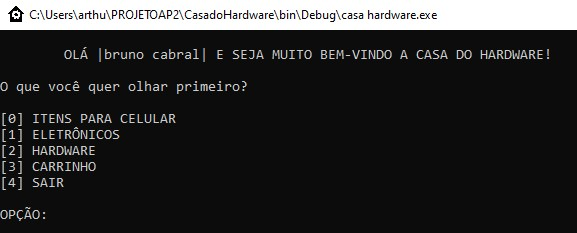 C:\Users\arthu\PROJETOAP2\CasadoHardware\bin\Debug\casa hardware.exe
OLÁ |bruno cabral| E SEJA MUITO BEM-VINDO A CASA DO HARDWARE!
O que você quer olhar primeiro?
[0] ITENS PARA CELULAR
[1] ELETRÔNICOS
[2] HARDWARE
[3] CARRINHO
[4] SAIR
OPÇÃO: